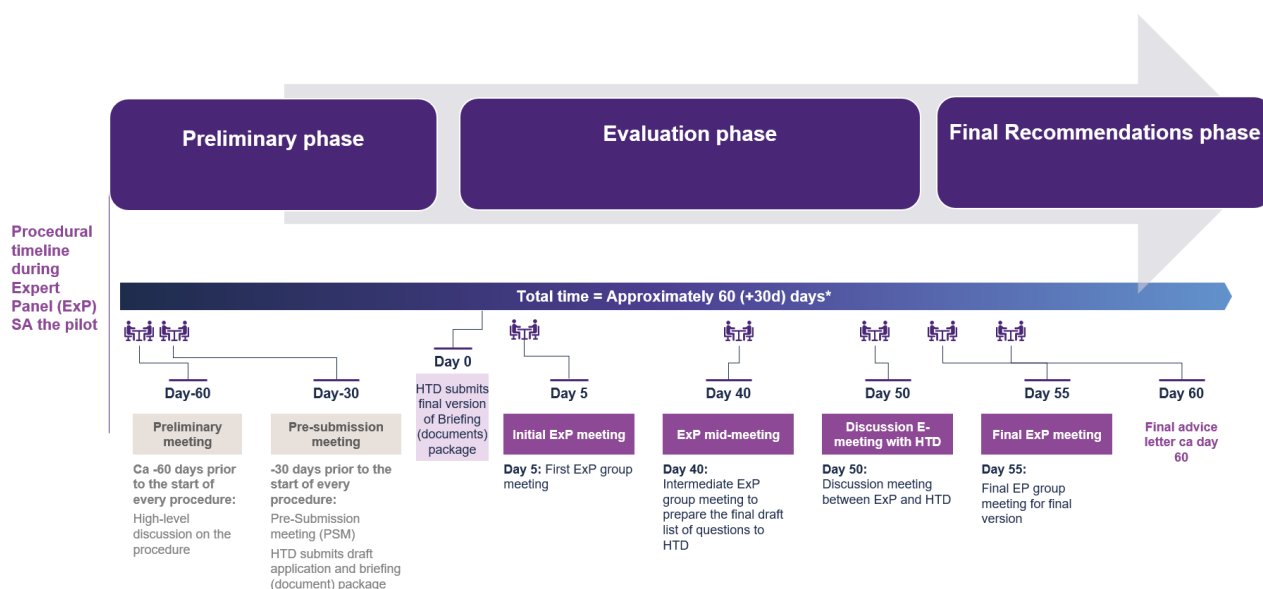 Preliminary phase
Evaluation phase
Final Recommendations phase
Procedural
timeline
during
Expert
Panel (ExP)
SA the pilot
Total time = Approximately 60 (+30d) days*
Day-60
Preliminary
meeting
Ca -60 days prior
to the start of
every procedure:
High-level
discussion on the
procedure
Day-30
Pre-submission
meeting
-30 days prior to the
start of every
procedure:
Pre-Submission
meeting (PSM)
HTD submits draft
application and briefing
(document) package
Day 0
HTD submits
final version
of Briefing
(documents)
package
Day 5
Initial ExP meeting
Day 5: First ExP group
meeting
Day 40
ExP mid-meeting
Day 40:
Intermediate ExP
group meeting to
prepare the final draft
list of questions to
HTD
Day 50
Discussion E-
meeting with HTD
Day 50:
Discussion meeting
between ExP and HTD
Day 55
Final ExP meeting
Day 55:
Final EP group
meeting for final
version
Day 60
Final advice
letter ca day
60